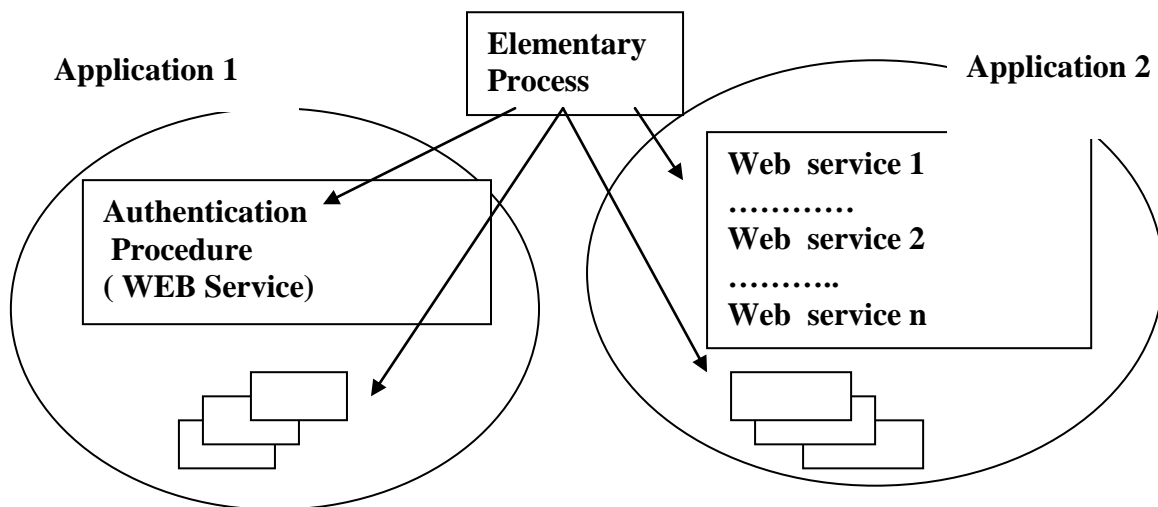 Elementary
Process
Application 1
Application 2
Authentication
Procedure
( WEB Service)
Web service 1
…………
Web service 2
………..
Web service n